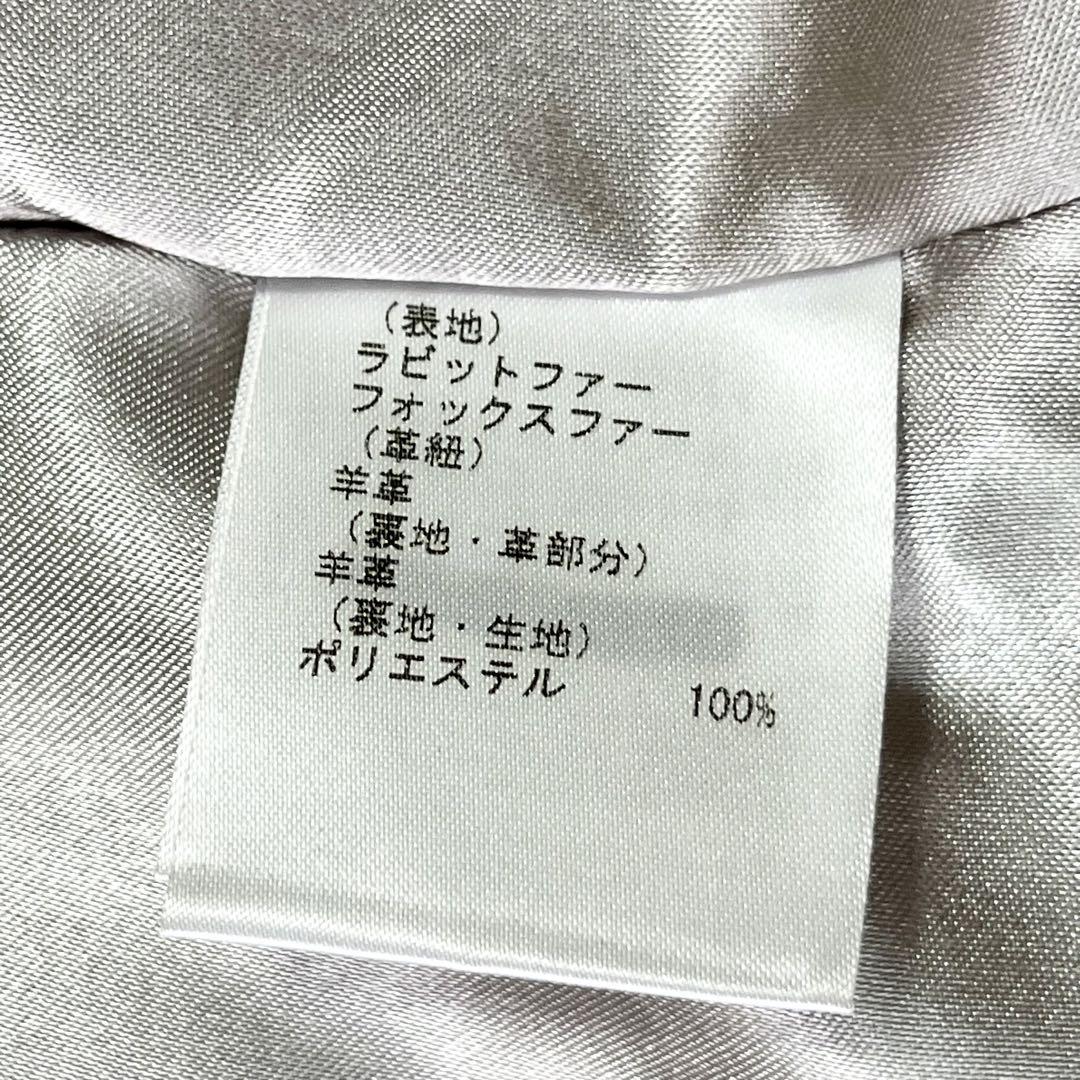 (表地)
ラビットファー
フォックスファー
(革紐)
羊革
(裏地・革部分)
羊革
(裏地・生地)
ポリエステル 100%